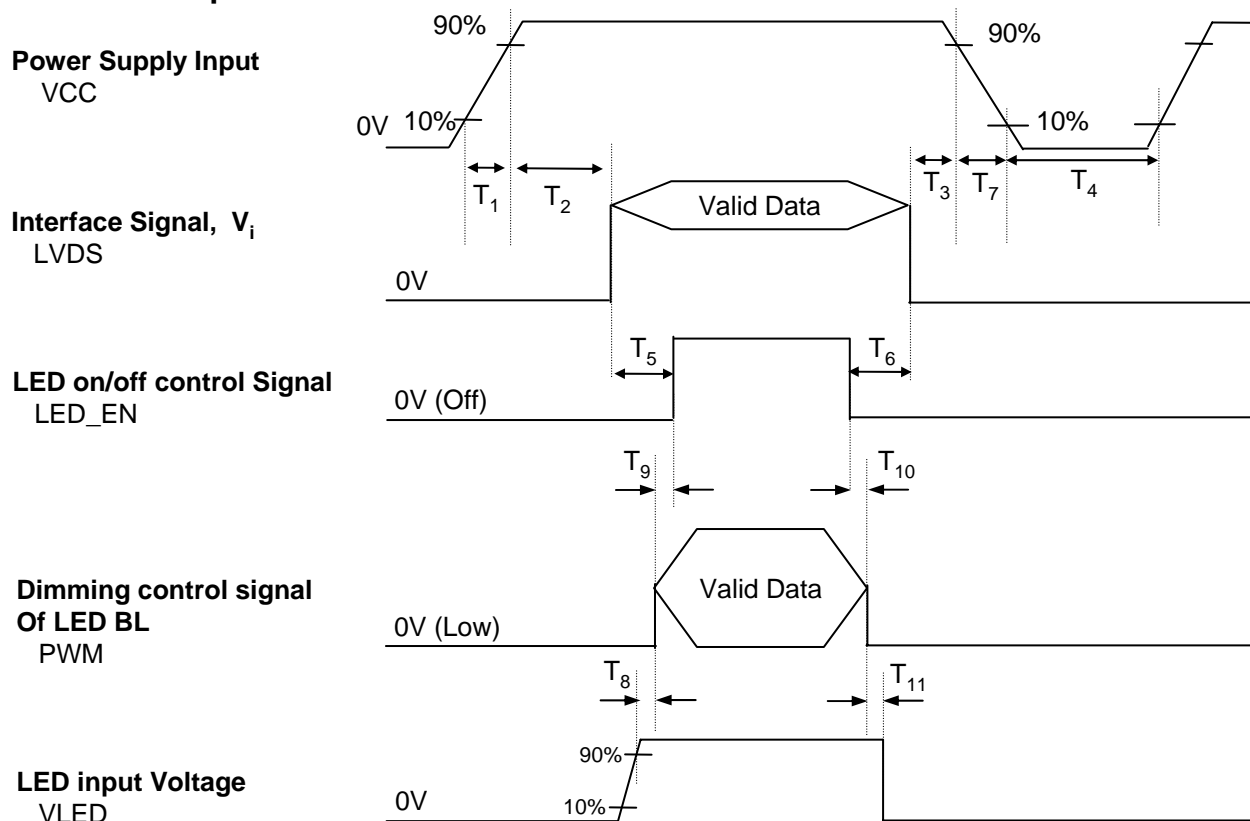 90%
90%
Power Supply Input
VCC
0V
10%
10%
T1
T2
T3
T7
T4
Valid Data
Interface Signal, Vi
LVDS
0V
T5
T6
LED on/off control Signal
LED_EN
0V (Off)
T9
T10
Dimming control signal
Of LED BL
PWM
Valid Data
0V (Low)
T8
T11
90%
LED input Voltage
VLED
0V
10%